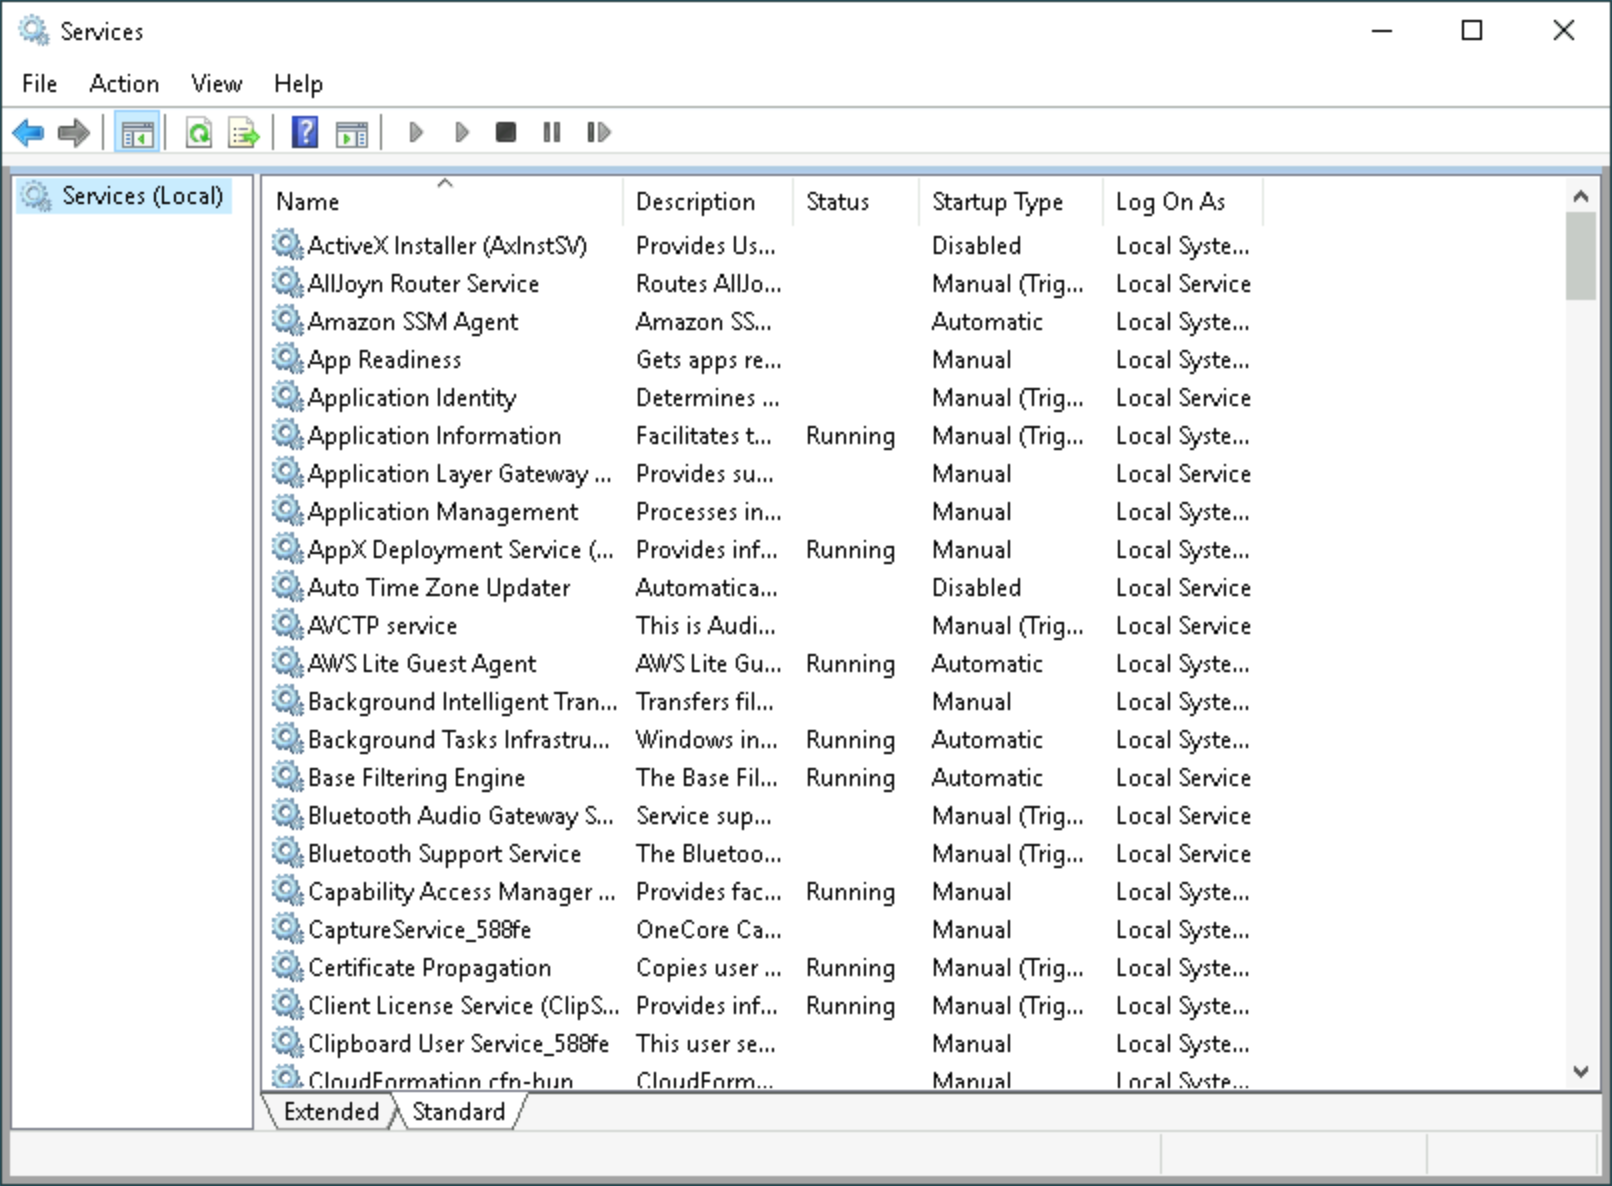 Services
File Action View Help
Services (Local)
Name Description Status Startup Type Log On As
ActiveX Installer (AxInstSV) Provides Us... Disabled Local Syste...
AllJoyn Router Service Routes AllJo... Manual (Trig... Local Service
Amazon SSM Agent Amazon SS... Automatic Local Syste...
App Readiness Gets apps re... Manual Local Syste...
Application Identity Determines ... Manual (Trig... Local Service
Application Information Facilitates t... Running Manual (Trig... Local Syste...
Application Layer Gateway ... Provides su... Manual Local Service
Application Management Processes in... Manual Local Syste...
AppX Deployment Service (... Provides inf... Running Manual Local Syste...
Auto Time Zone Updater Automatica... Disabled Local Service
AVCTP service This is Audi... Manual (Trig... Local Service
AWS Lite Guest Agent AWS Lite Gu... Running Automatic Local Syste...
Background Intelligent Tran... Transfers fil... Manual Local Syste...
Background Tasks Infrastru... Windows in... Running Automatic Local Syste...
Base Filtering Engine The Base Fil... Running Automatic Local Service
Bluetooth Audio Gateway S... Service sup... Manual (Trig... Local Service
Bluetooth Support Service The Bluetoo... Manual (Trig... Local Service
Capability Access Manager ... Provides fac... Running Manual Local Syste...
CaptureService_588fe OneCore Ca... Manual Local Syste...
Certificate Propagation Copies user ... Running Manual (Trig... Local Syste...
Client License Service (ClipS... Provides inf... Running Manual (Trig... Local Syste...
Clipboard User Service_588fe This user se... Manual Local Syste...
CloudFormation cfn-hup CloudForm... Manual Local Syste...
Extended Standard